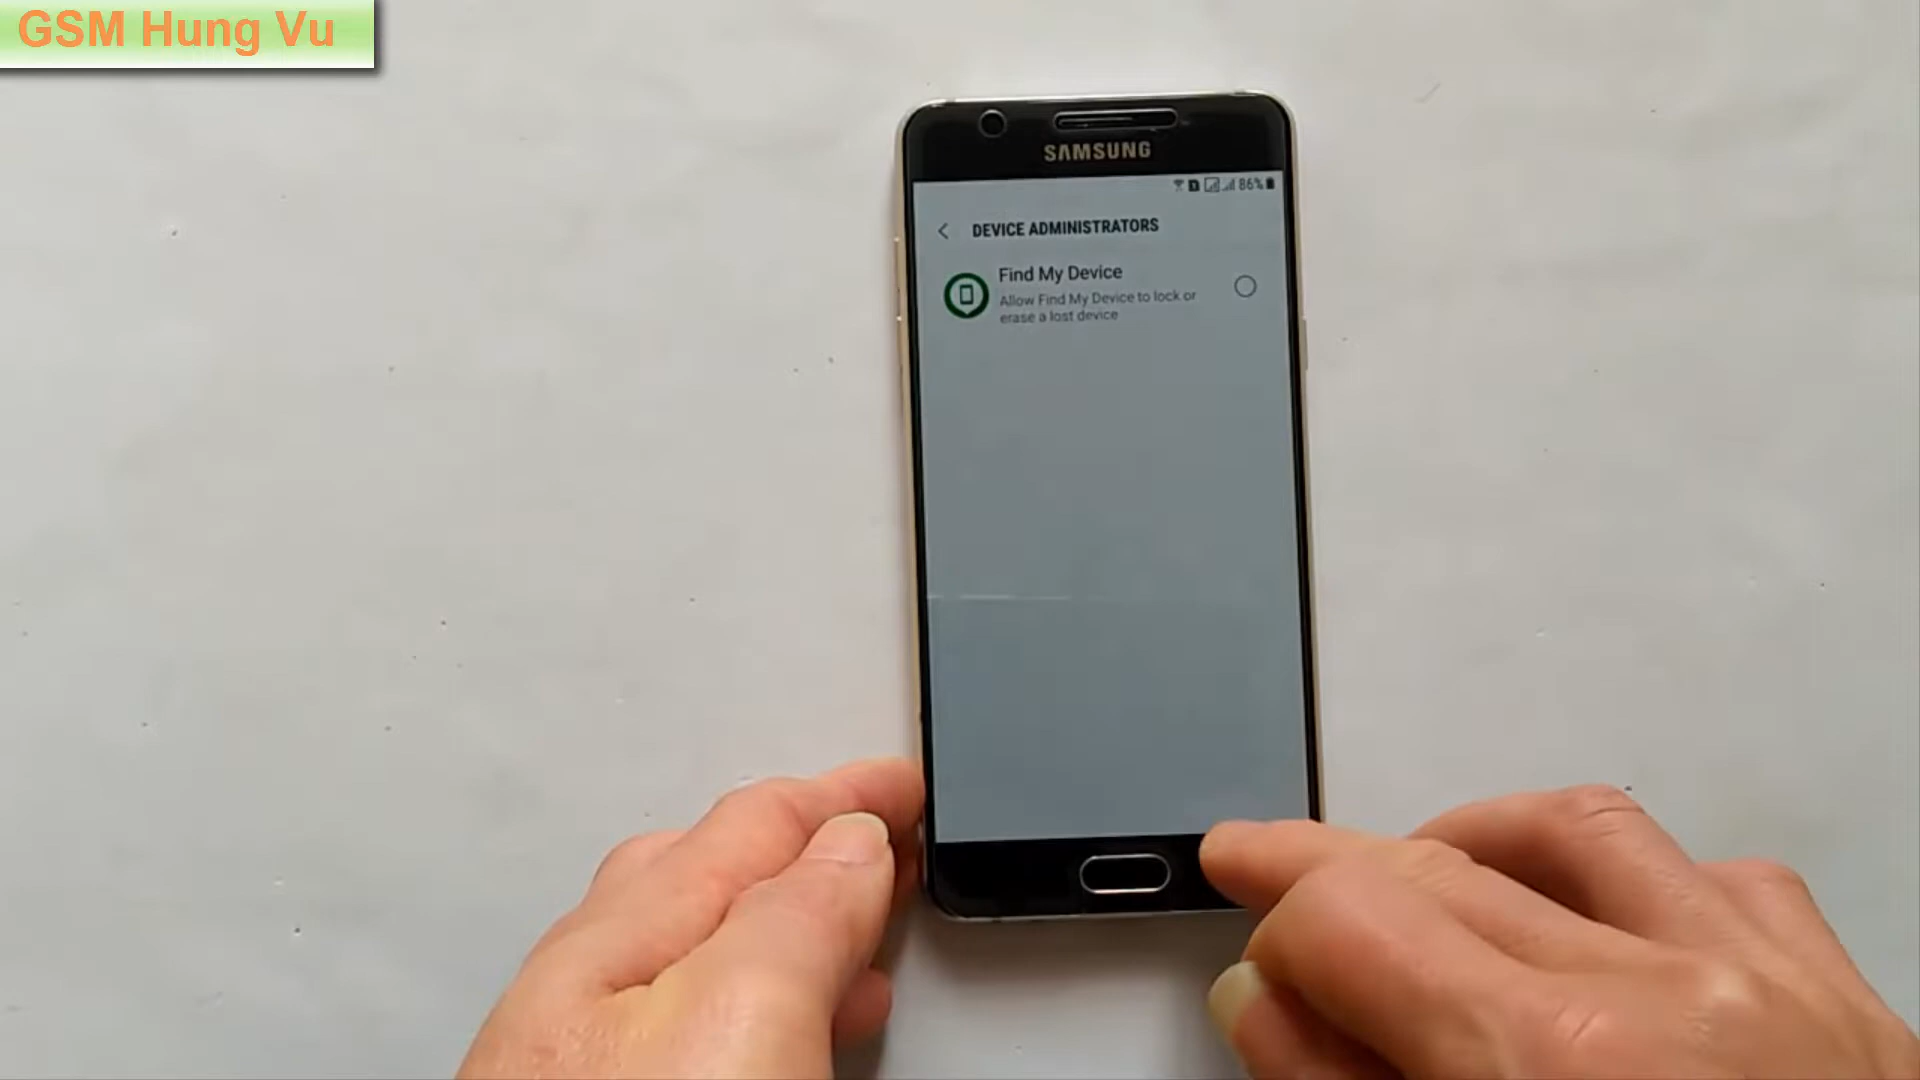 GSM Hung Vu
SAMSUNG
86%
DEVICE ADMINISTRATORS
Find My Device
Allow Find My Device to lock or
erase a lost device